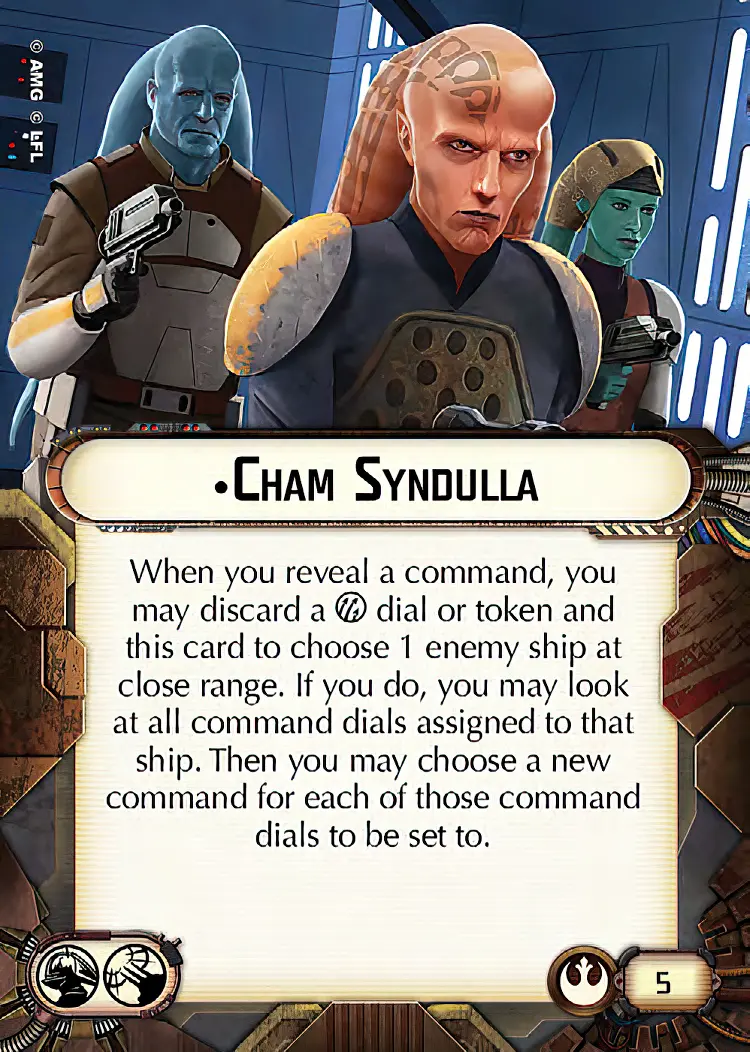 © AMG © LFL
•Cham Syndulla
When you reveal a command, you
may discard a dial or token and
this card to choose 1 enemy ship at
close range. If you do, you may look
at all command dials assigned to that
ship. Then you may choose a new
command for each of those command
dials to be set to.
5